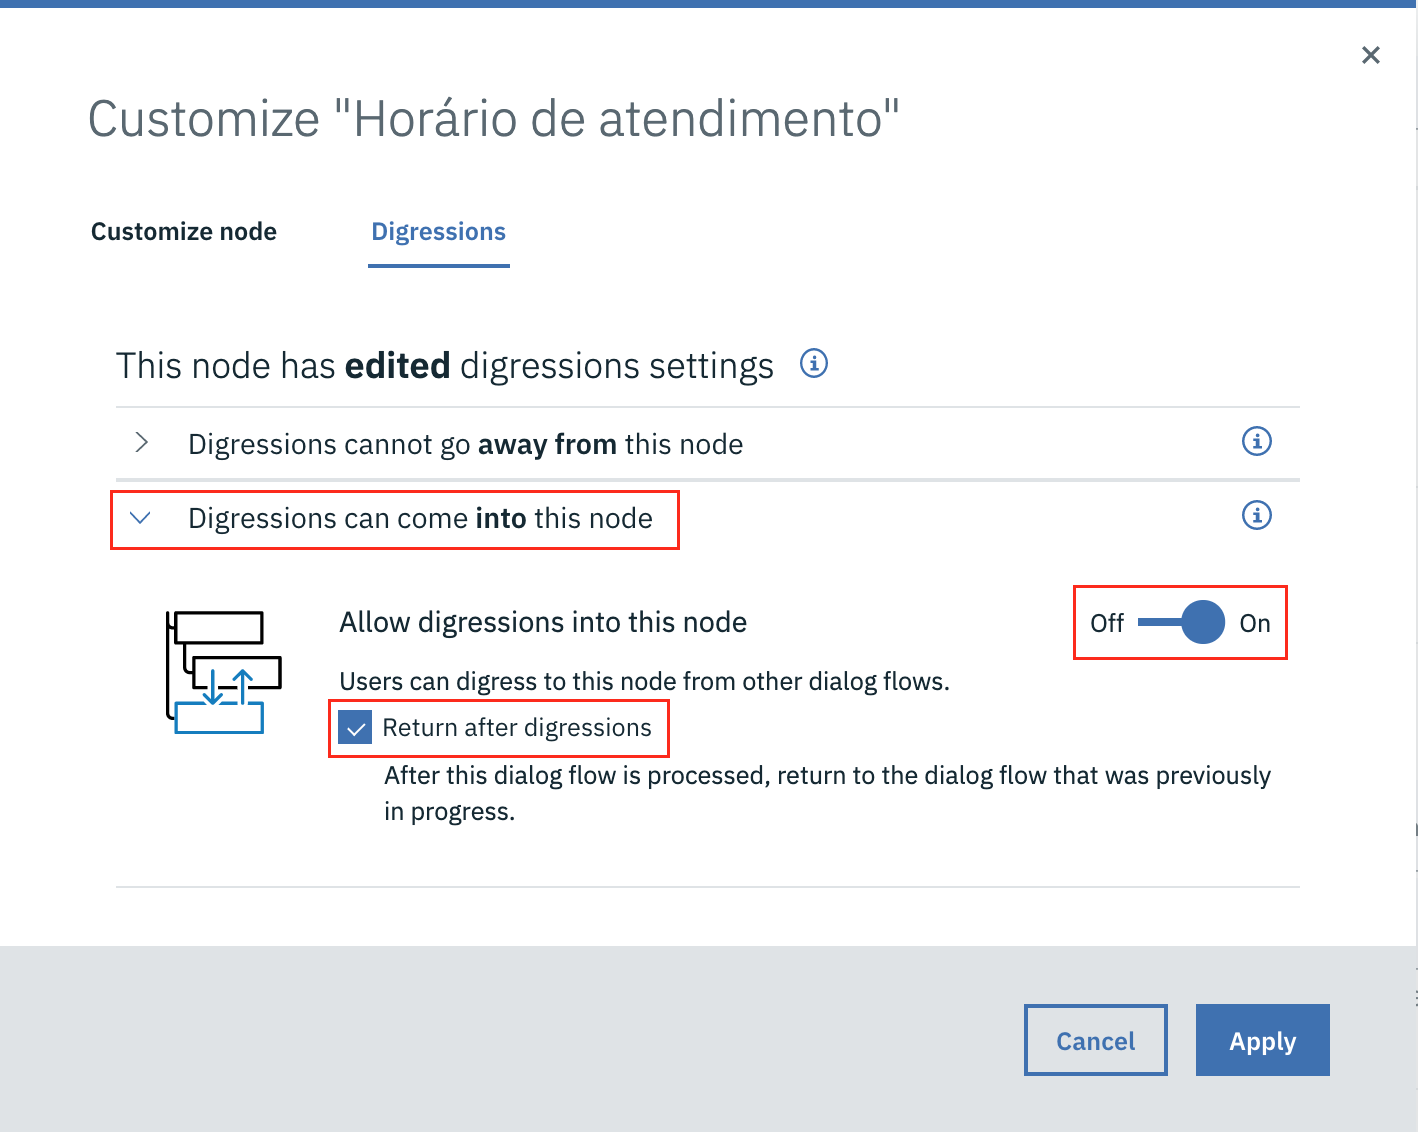 Customize "Horário de atendimento"
Customize node
Digressions
This node has edited digressions settings
Digressions cannot go away from this node
Digressions can come into this node
Allow digressions into this node
Off On
Users can digress to this node from other dialog flows.
Return after digressions
After this dialog flow is processed, return to the dialog flow that was previously
in progress.
Cancel
Apply